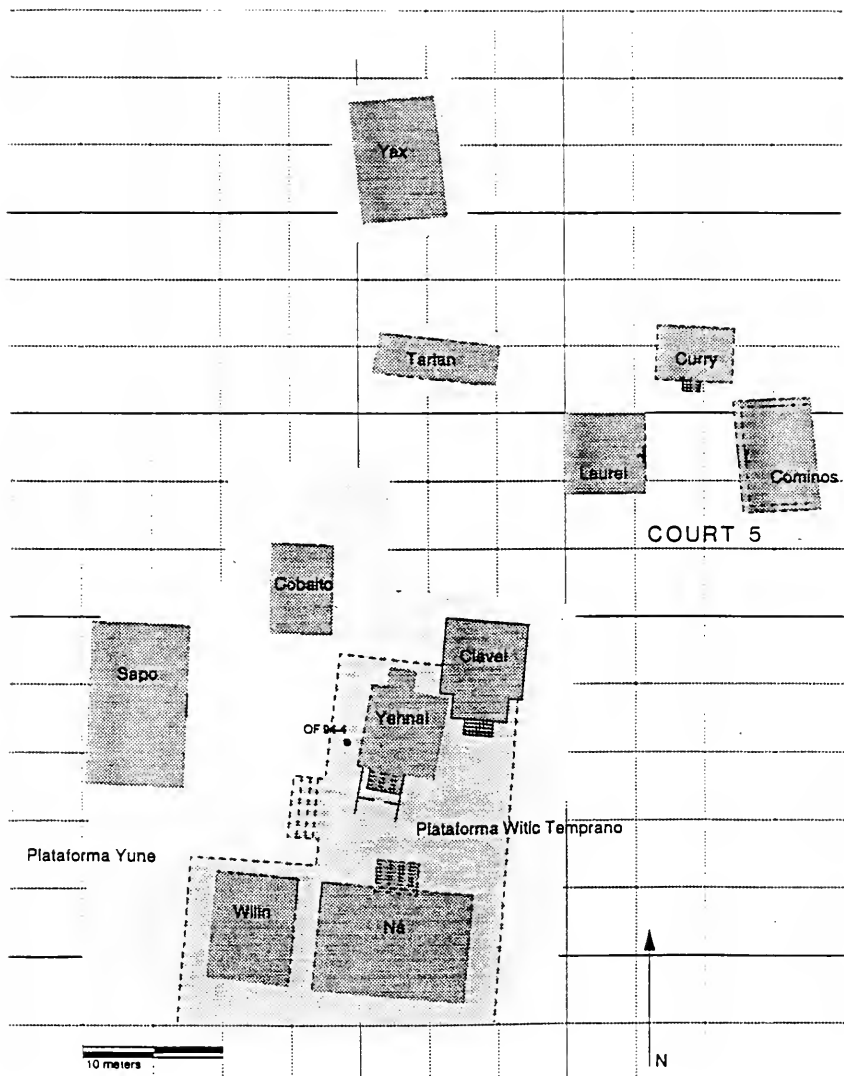 Yax
Tartan
Curry
Laurel
Cominos
COURT 5
Cobalto
Sapo
Clavel
Yehnal
OF 94-4
Plataforma Witic Temprano
Plataforma Yune
Wilin
Ná
10 meters
N